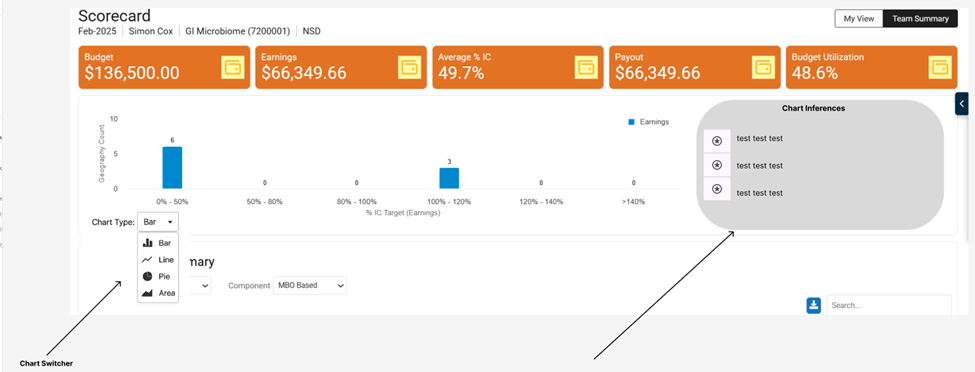 Scorecard
Feb-2025 | Simon Cox | GI Microbiome (7200001) | NSD
My View
Team Summary
Budget
$136,500.00
Earnings
$66,349.66
Average % IC
49.7%
Payout
$66,349.66
Budget Utilization
48.6%
10
5
0
Geography Count
6
0
0
3
0
0
0% - 50%
50% - 80%
80% - 100%
100% - 120%
120% - 140%
>140%
% IC Target (Earnings)
Earnings
Chart Inferences
test test test
test test test
test test test
Chart Type: Bar
Bar
Line
Pie
Area
mary
Component MBO Based
Search...
Chart Switcher